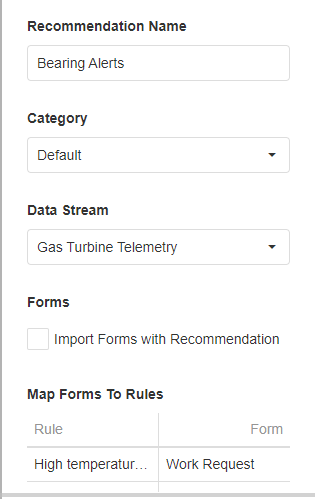 Recommendation Name
Bearing Alerts
Category
Default
Data Stream
Gas Turbine Telemetry
Forms
Import Forms with Recommendation
Map Forms To Rules
Rule Form
High temperatur... Work Request